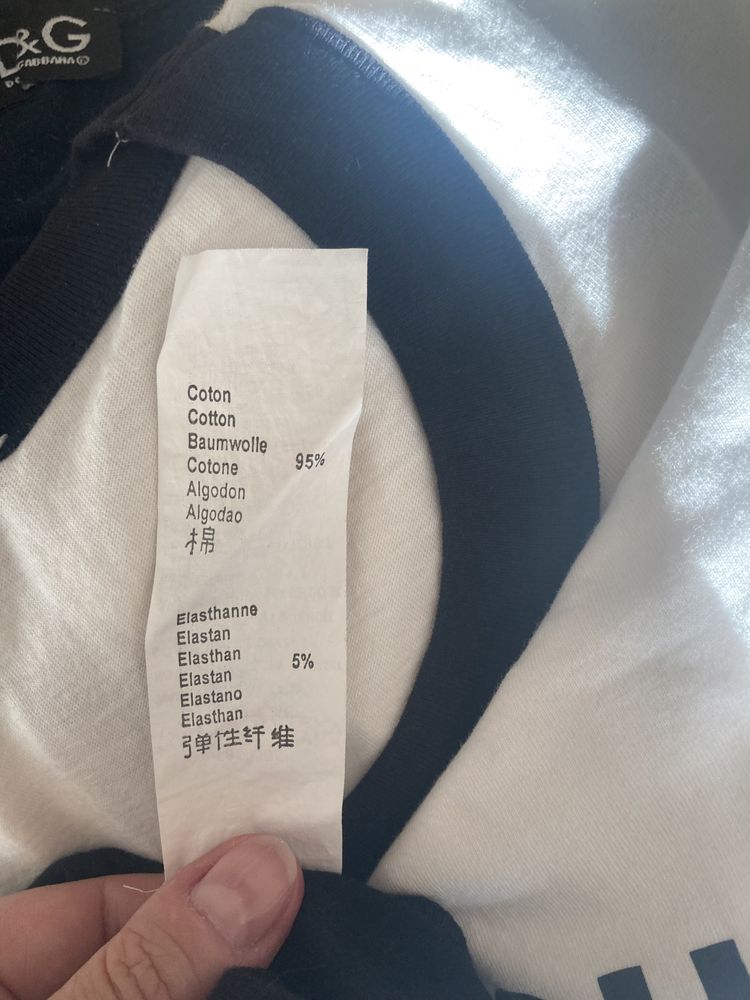 D&G
GABBANA®
Coton
Cotton
Baumwolle
Cotone 95%
Algodon
Algodao
棉
Elasthanne
Elastan
Elasthan 5%
Elastan
Elastano
Elasthan
弹性纤维